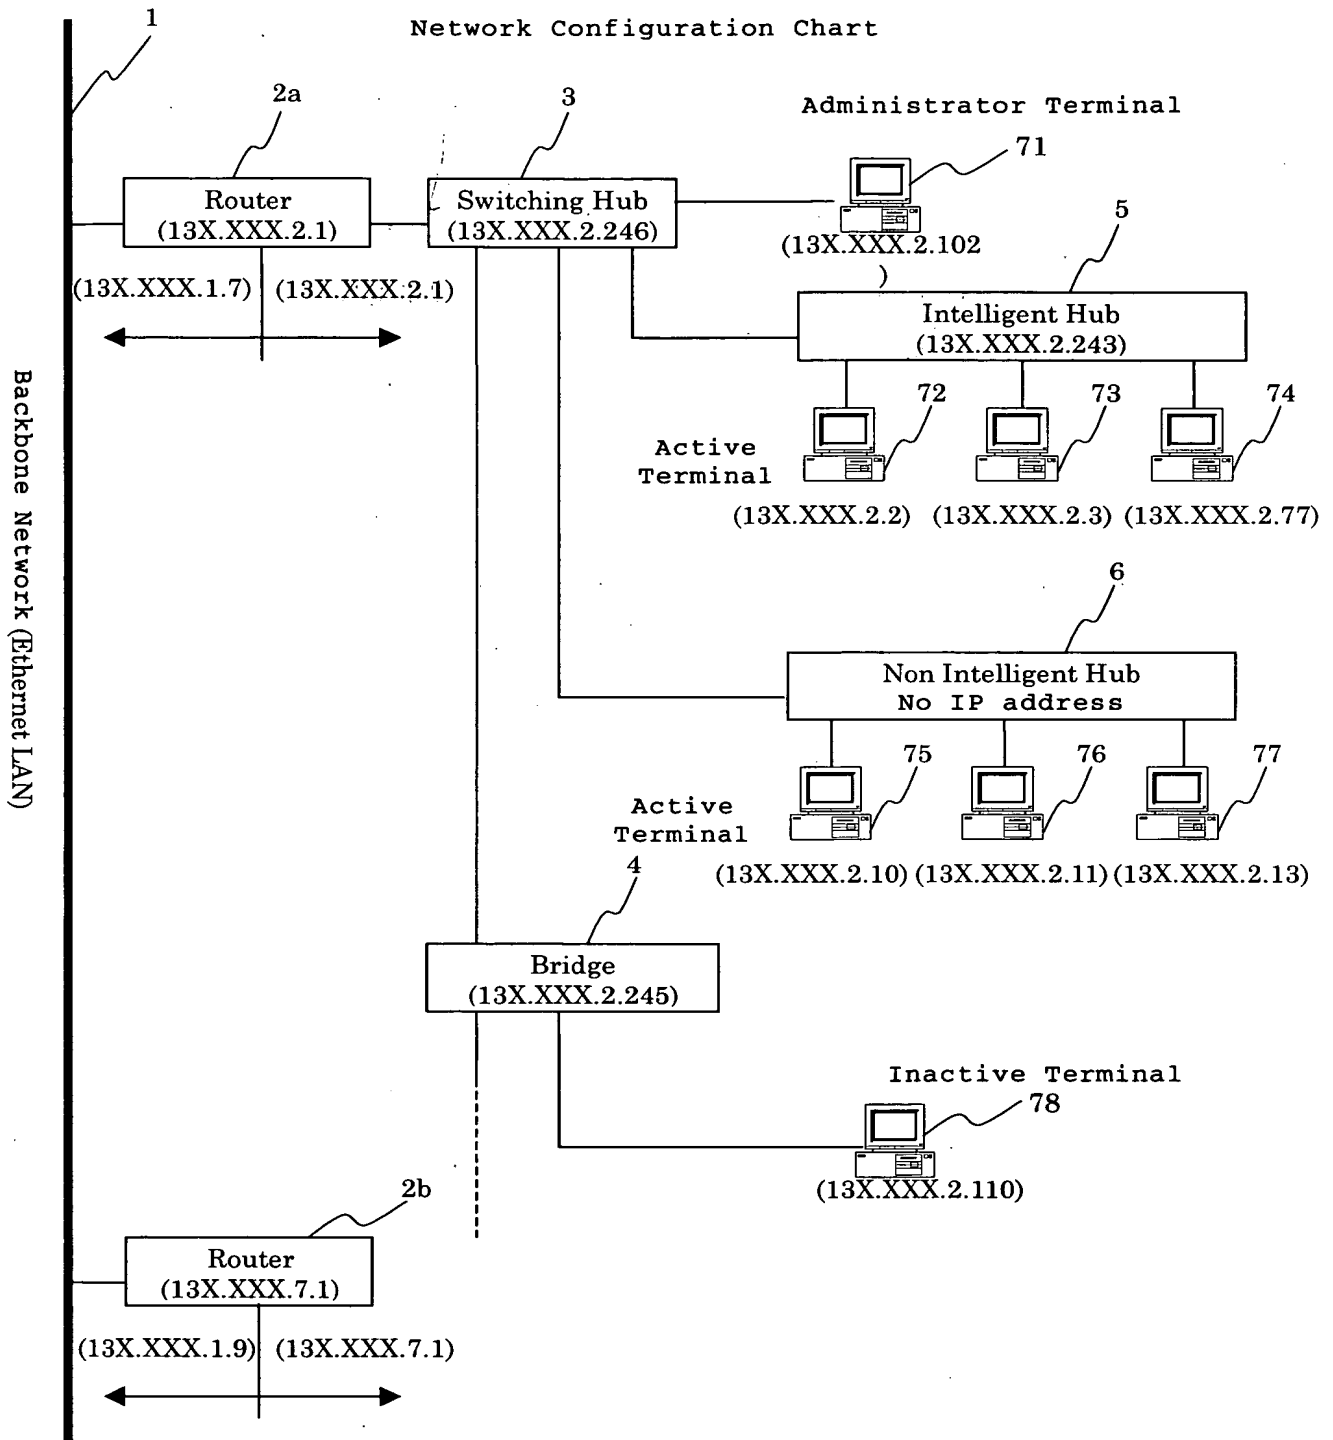 Network Configuration Chart
1
2a
3
Administrator Terminal
71
Router
(13X.XXX.2.1)
Switching Hub
(13X.XXX.2.246)
(13X.XXX.2.102
)
5
(13X.XXX.1.7)
(13X.XXX.2.1)
Intelligent Hub
(13X.XXX.2.243)
72
73
74
Active
Terminal
(13X.XXX.2.2)
(13X.XXX.2.3)
(13X.XXX.2.77)
Backbone Network (Ethernet LAN)
6
Non Intelligent Hub
No IP address
75
76
77
Active
Terminal
(13X.XXX.2.10)
(13X.XXX.2.11)
(13X.XXX.2.13)
4
Bridge
(13X.XXX.2.245)
Inactive Terminal
78
(13X.XXX.2.110)
2b
Router
(13X.XXX.7.1)
(13X.XXX.1.9)
(13X.XXX.7.1)